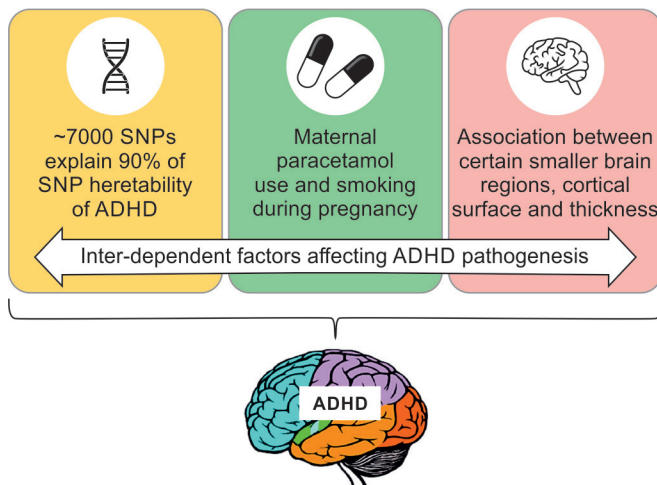 ~7000 SNPs
explain 90% of
SNP heretability
of ADHD
Maternal
paracetamol
use and smoking
during pregnancy
Association between
certain smaller brain
regions, cortical
surface and thickness
Inter-dependent factors affecting ADHD pathogenesis
ADHD